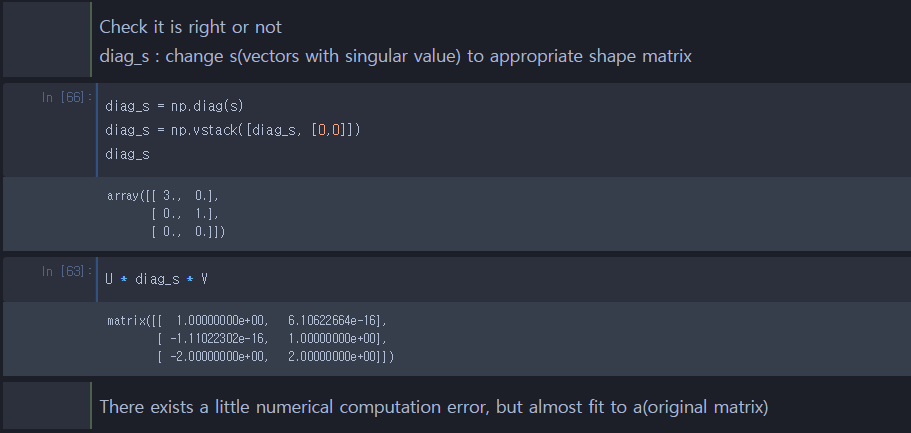 Check it is right or not
diag_s : change s(vectors with singular value) to appropriate shape matrix
In [66]:
diag_s = np.diag(s)
diag_s = np.vstack([diag_s, [0,0]])
diag_s
array([[ 3., 0.],
[ 0., 1.],
[ 0., 0.]])
In [63]:
U * diag_s * V
matrix([[ 1.00000000e+00, 6.10622664e-16],
[ -1.11022302e-16, 1.00000000e+00],
[ -2.00000000e+00, 2.00000000e+00]])
There exists a little numerical computation error, but almost fit to a(original matrix)